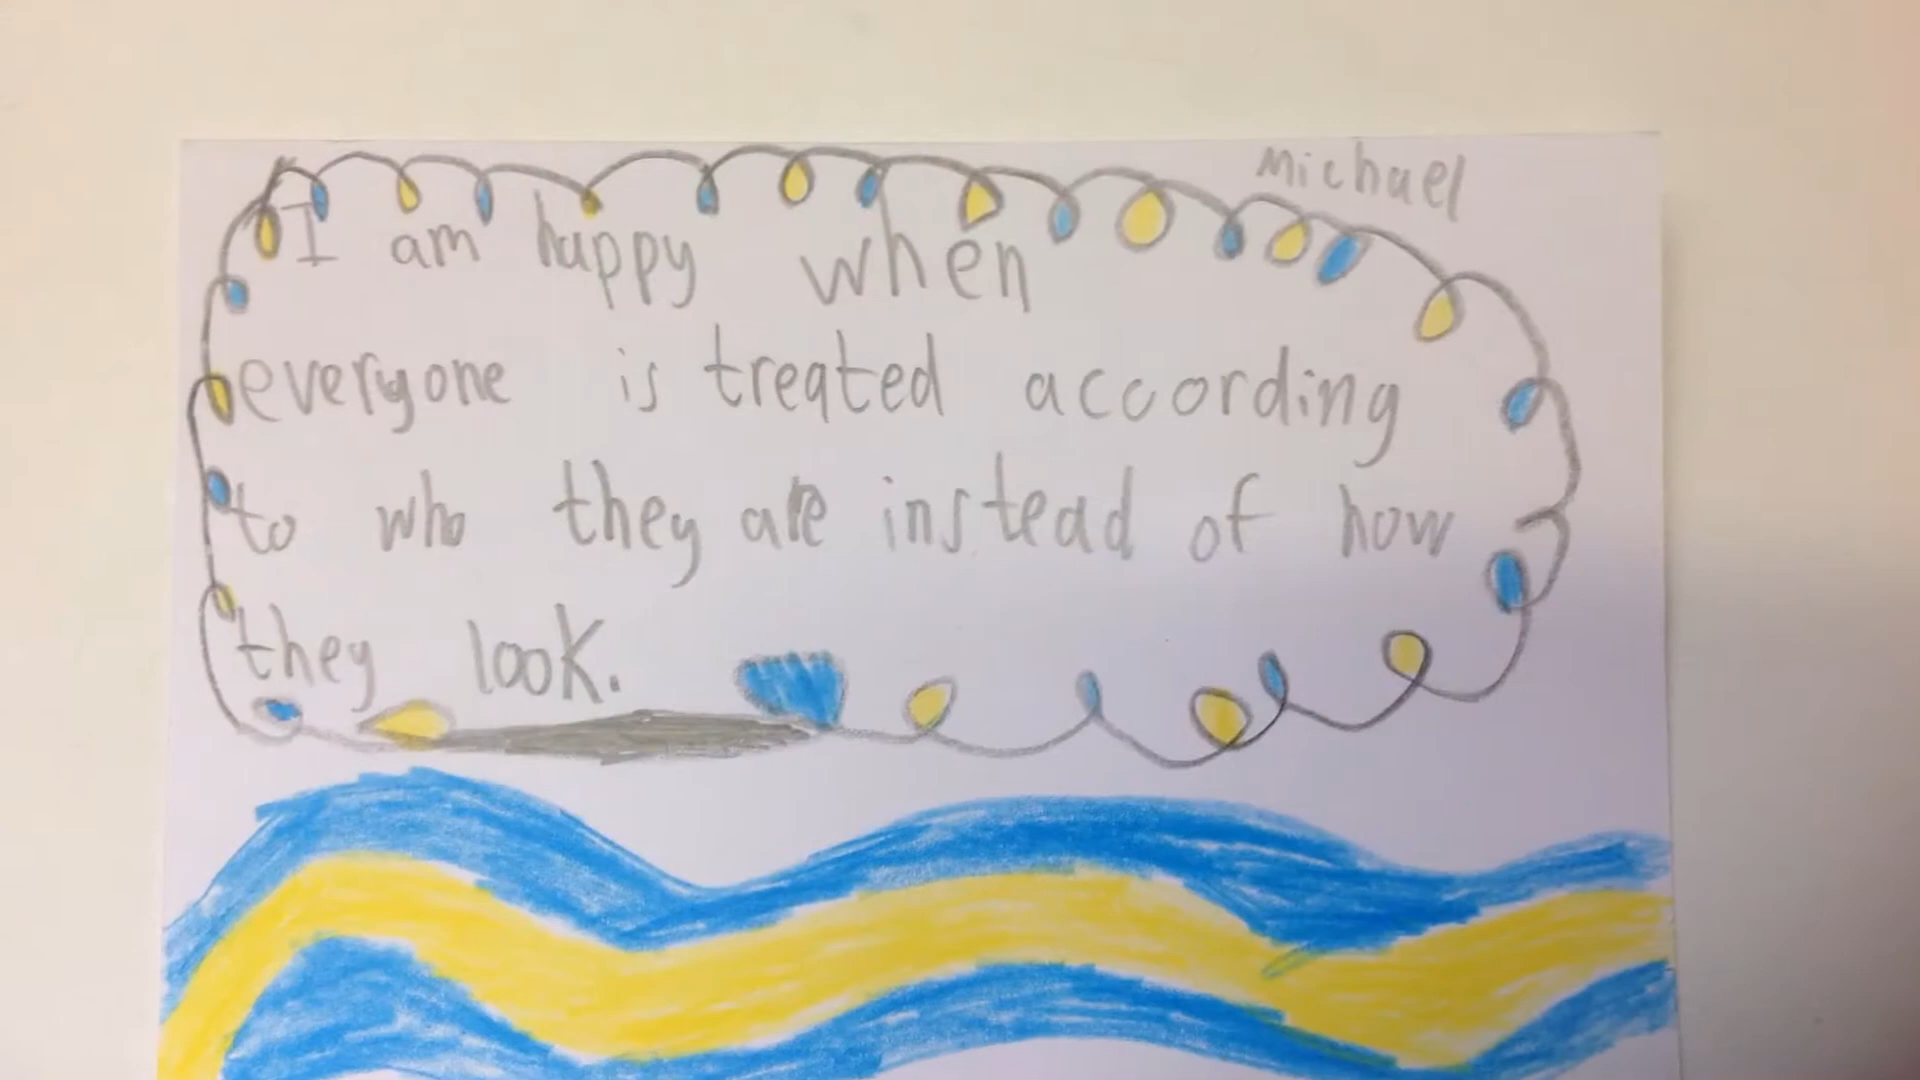 Michael
I am happy when
everyone is treated according
to who they are instead of how
they look.